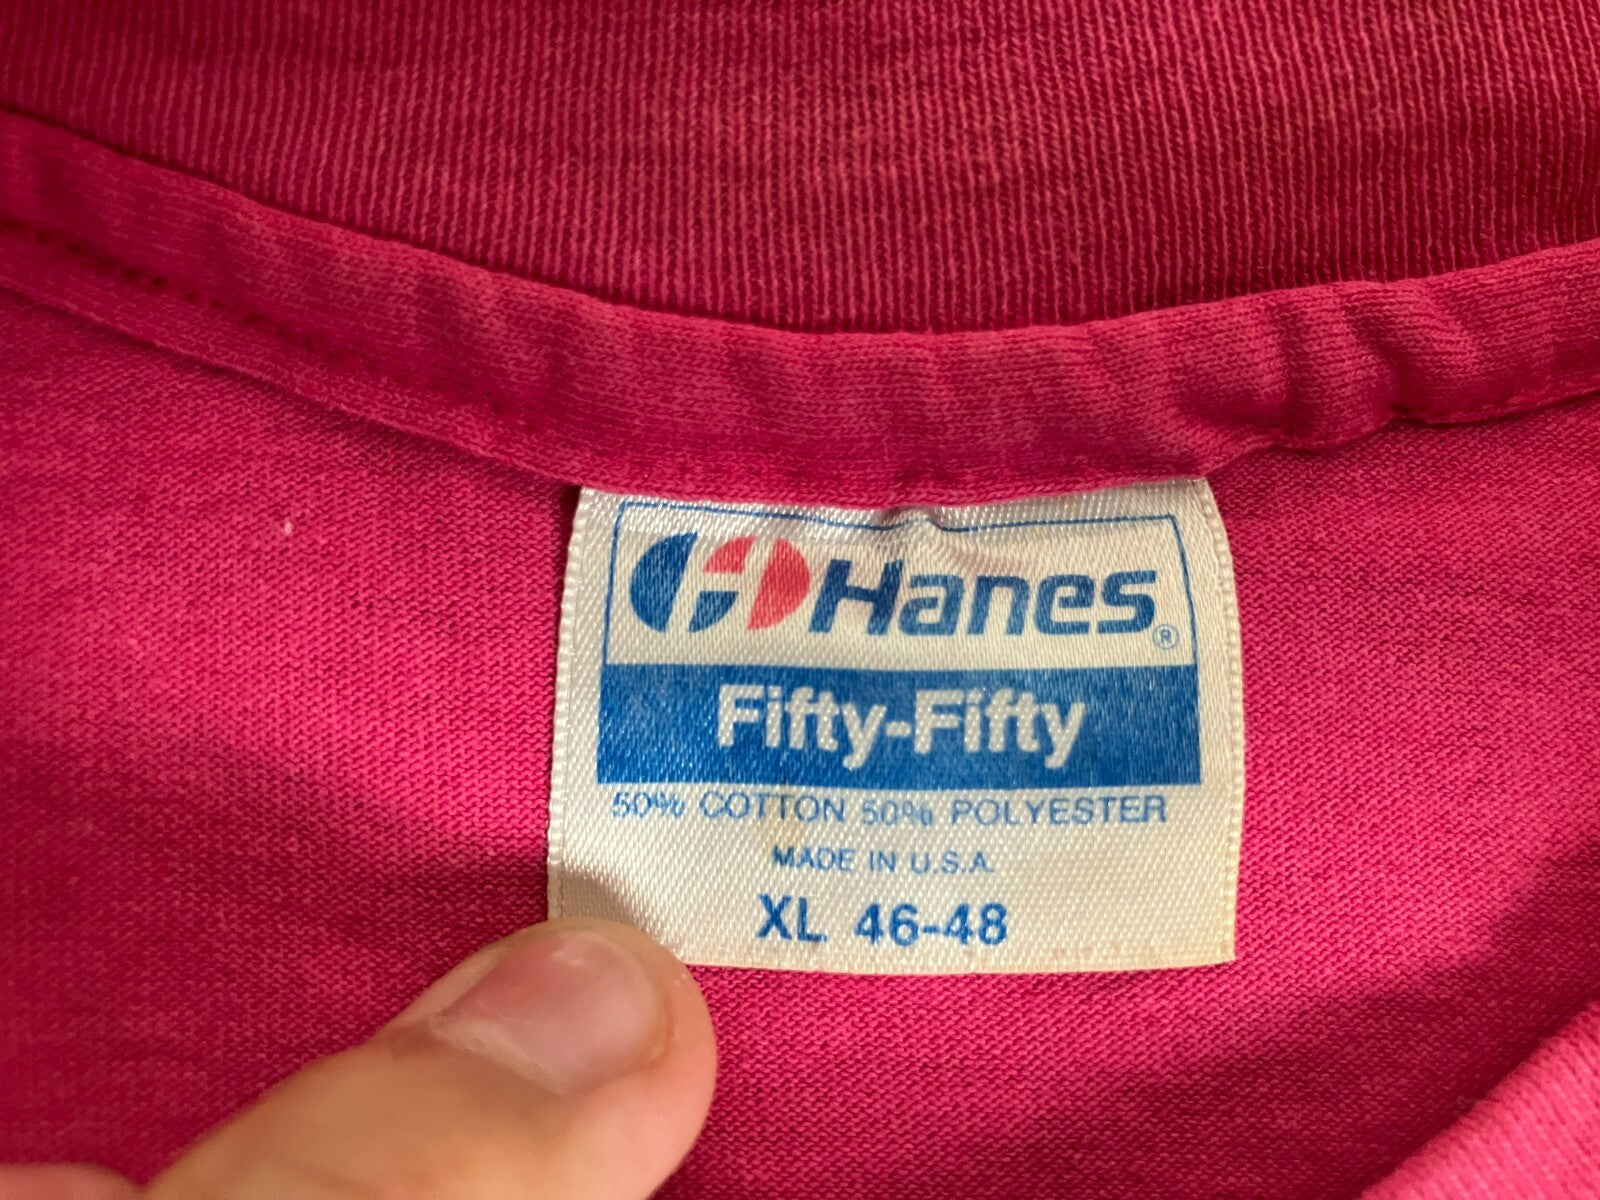 Hanes®
Fifty-Fifty
50% COTTON 50% POLYESTER
MADE IN U.S.A.
XL 46-48